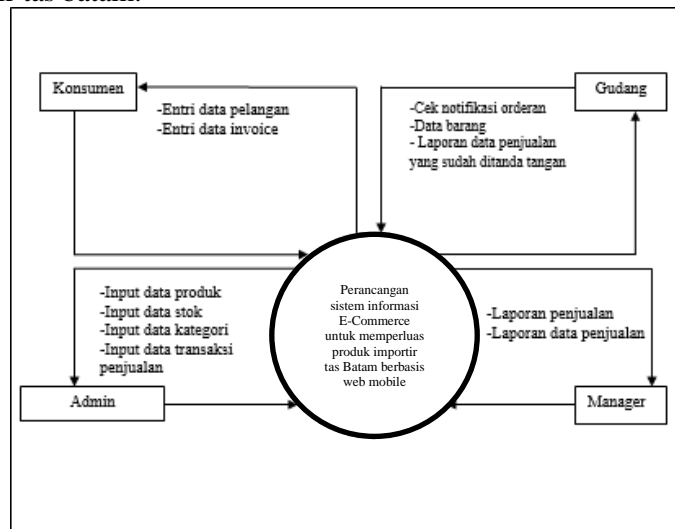 tas batam.
Konsumen
-Entri data pelangan
-Entri data invoice
Gudang
-Cek notifikasi orderan
-Data barang
- Laporan data penjualan
yang sudah ditanda tangan
Perancangan
sistem informasi
E-Commerce
untuk memperluas
produk importir
tas Batam berbasis
web mobile
-Input data produk
-Input data stok
-Input data kategori
-Input data transaksi
penjualan
-Laporan penjualan
-Laporan data penjualan
Admin
Manager